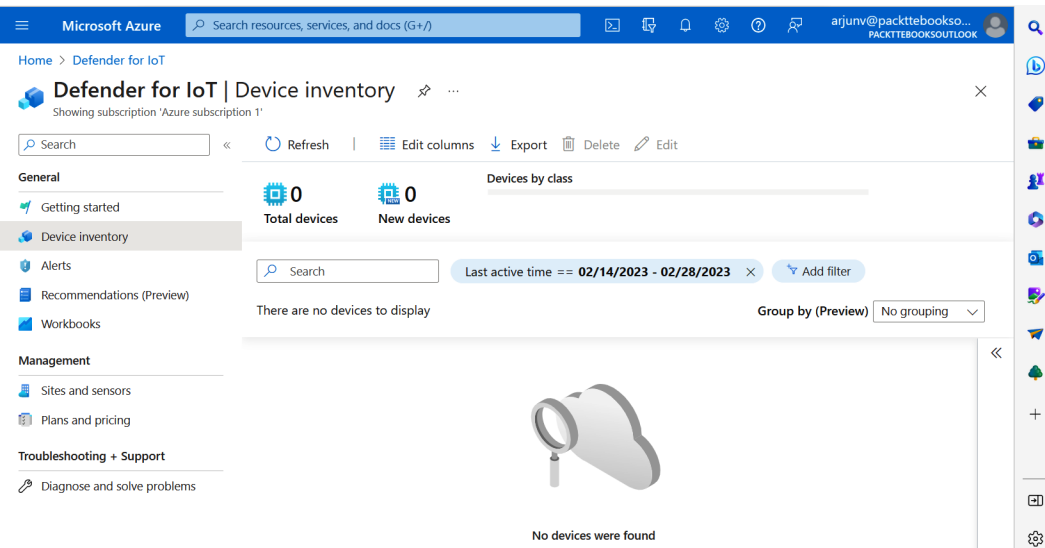 Microsoft Azure
Search resources, services, and docs (G+/)
arjunv@packttebookso...
PACKTTEBOOKSOUTLOOK
Home > Defender for IoT
Defender for IoT | Device inventory
Showing subscription 'Azure subscription 1'
Search
Refresh
Edit columns
Export
Delete
Edit
General
Getting started
Device inventory
Alerts
Recommendations (Preview)
Workbooks
Management
Sites and sensors
Plans and pricing
Troubleshooting + Support
Diagnose and solve problems
0
Total devices
NEW
0
New devices
Devices by class
Search
Last active time == 02/14/2023 - 02/28/2023
Add filter
There are no devices to display
Group by (Preview)
No grouping
No devices were found